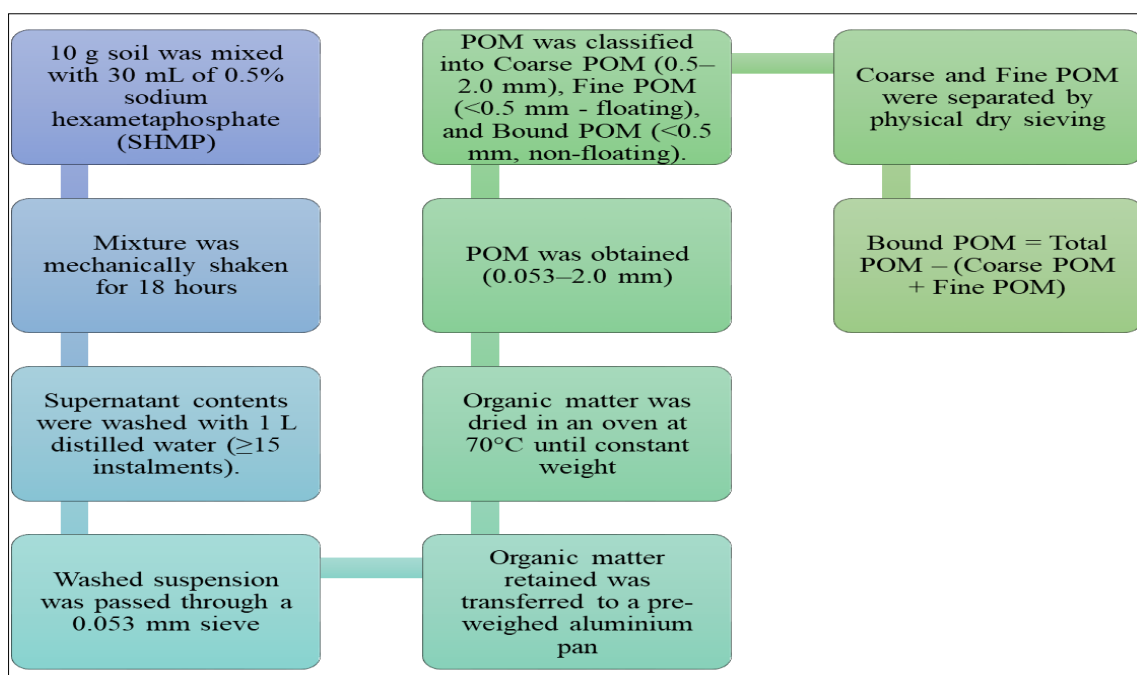 10 g soil was mixed
with 30 mL of 0.5%
sodium
hexametaphosphate
(SHMP)
Mixture was
mechanically shaken
for 18 hours
Supernatant contents
were washed with 1 L
distilled water (≥15
instalments).
Washed suspension
was passed through a
0.053 mm sieve
Organic matter
retained was
transferred to a pre-
weighed aluminium
pan
Organic matter was
dried in an oven at
70°C until constant
weight
POM was obtained
(0.053–2.0 mm)
POM was classified
into Coarse POM (0.5–
2.0 mm), Fine POM
(<0.5 mm - floating),
and Bound POM (<0.5
mm, non-floating).
Coarse and Fine POM
were separated by
physical dry sieving
Bound POM = Total
POM – (Coarse POM
+ Fine POM)